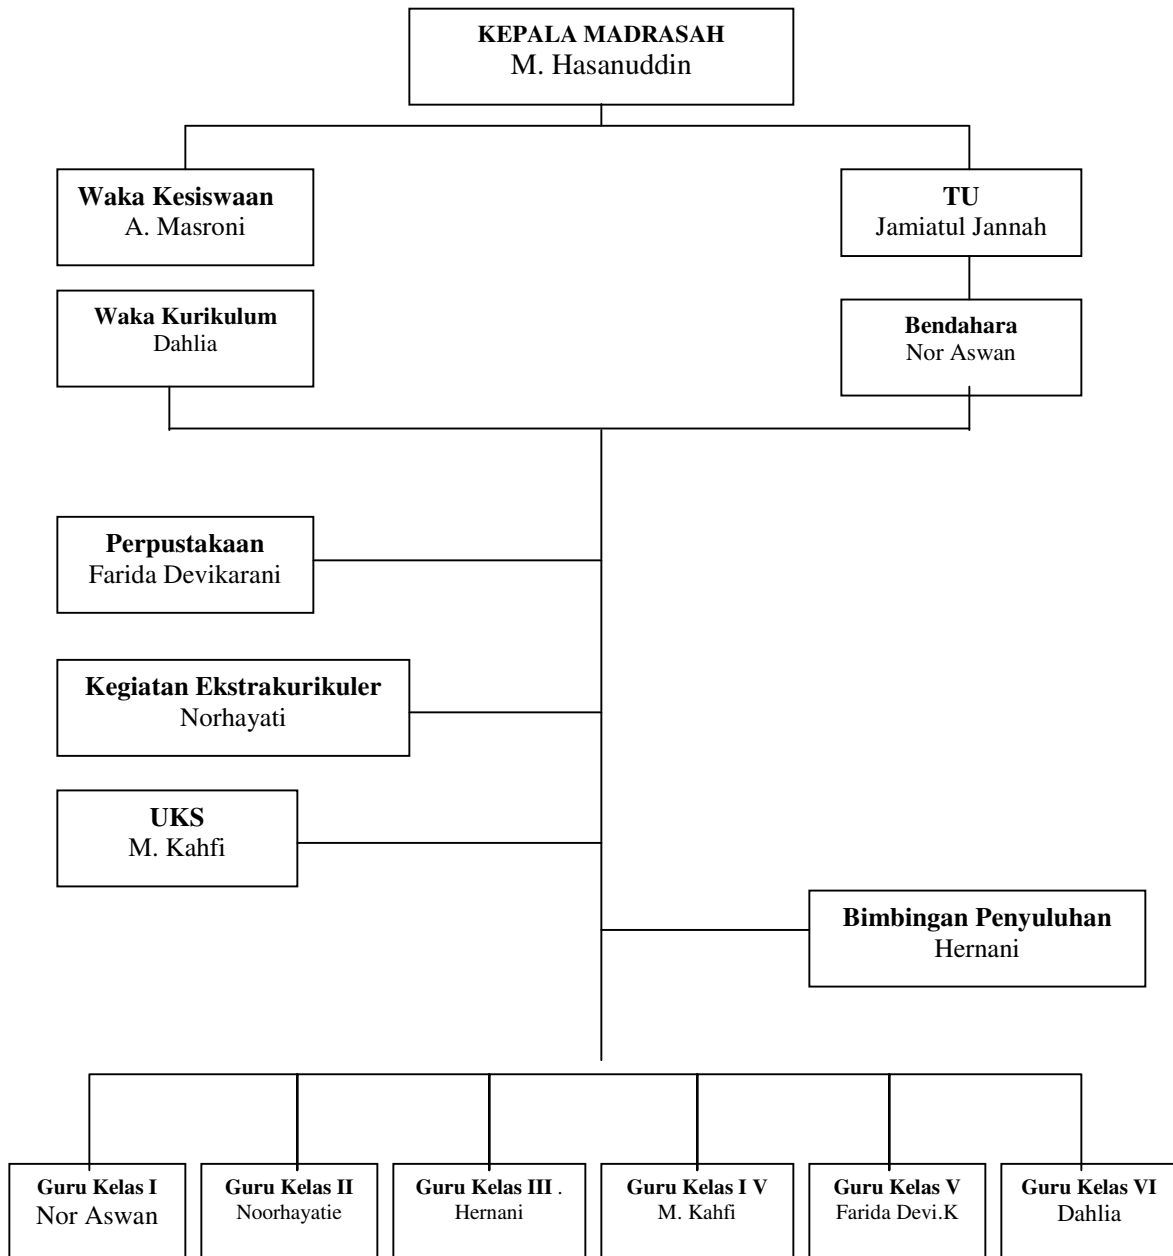 KEPALA MADRASAH
M. Hasanuddin
Waka Kesiswaan
A. Masroni
TU
Jamiatul Jannah
Waka Kurikulum
Dahlia
Bendahara
Nor Aswan
Perpustakaan
Farida Devikarani
Kegiatan Ekstrakurikuler
Norhayati
UKS
M. Kahfi
Bimbingan Penyuluhan
Hernani
Guru Kelas I
Nor Aswan
Guru Kelas II
Noorhayatie
Guru Kelas III .
Hernani
Guru Kelas I V
M. Kahfi
Guru Kelas V
Farida Devi.K
Guru Kelas VI
Dahlia